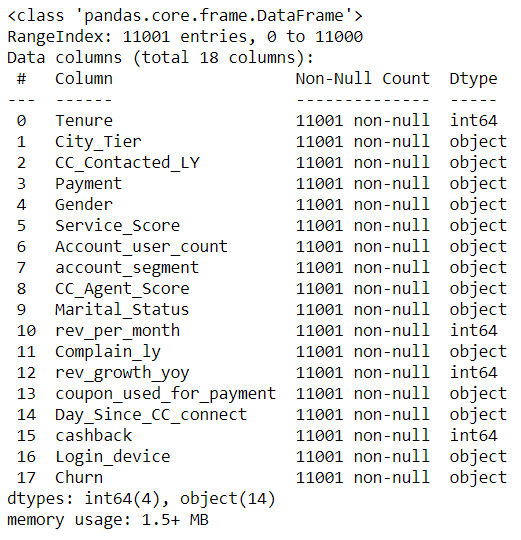 <class 'pandas.core.frame.DataFrame'>
RangeIndex: 11001 entries, 0 to 11000
Data columns (total 18 columns):
 #   Column                  Non-Null Count  Dtype
---  ------                  --------------  -----
 0   Tenure                  11001 non-null  int64
 1   City_Tier               11001 non-null  object
 2   CC_Contacted_LY         11001 non-null  object
 3   Payment                 11001 non-null  object
 4   Gender                  11001 non-null  object
 5   Service_Score           11001 non-null  object
 6   Account_user_count      11001 non-null  object
 7   account_segment         11001 non-null  object
 8   CC_Agent_Score          11001 non-null  object
 9   Marital_Status          11001 non-null  object
 10  rev_per_month           11001 non-null  int64
 11  Complain_ly             11001 non-null  object
 12  rev_growth_yoy          11001 non-null  int64
 13  coupon_used_for_payment 11001 non-null  object
 14  Day_Since_CC_connect    11001 non-null  object
 15  cashback                11001 non-null  int64
 16  Login_device            11001 non-null  object
 17  Churn                   11001 non-null  object
dtypes: int64(4), object(14)
memory usage: 1.5+ MB